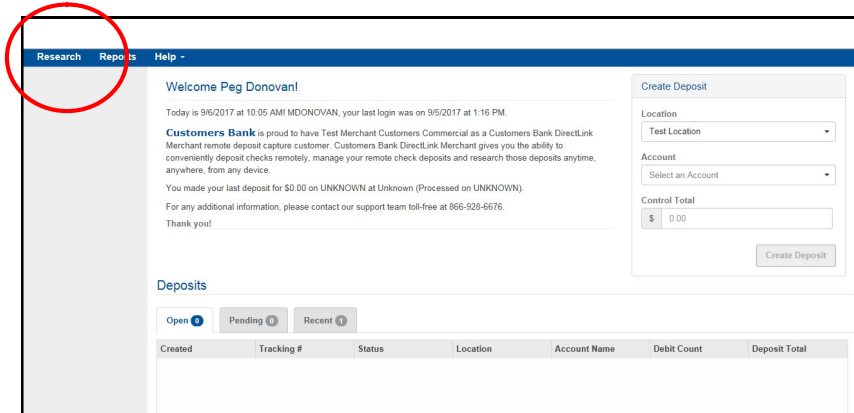 Research Reports Help
Welcome Peg Donovan!
Today is 9/6/2017 at 10:05 AM! MDONOVAN, your last login was on 9/5/2017 at 1:16 PM.
Customers Bank is proud to have Test Merchant Customers Commercial as a Customers Bank DirectLink
Merchant remote deposit capture customer. Customers Bank DirectLink Merchant gives you the ability to
conveniently deposit checks remotely, manage your remote check deposits and research those deposits anytime,
anywhere, from any device.
You made your last deposit for $0.00 on UNKNOWN at Unknown (Processed on UNKNOWN).
For any additional information, please contact our support team toll-free at 866-928-6676.
Thank you!
Create Deposit
Location
Test Location
Account
Select an Account
Control Total
$ 0.00
Create Deposit
Deposits
Open 0 Pending 0 Recent 1
Created Tracking # Status Location Account Name Debit Count Deposit Total